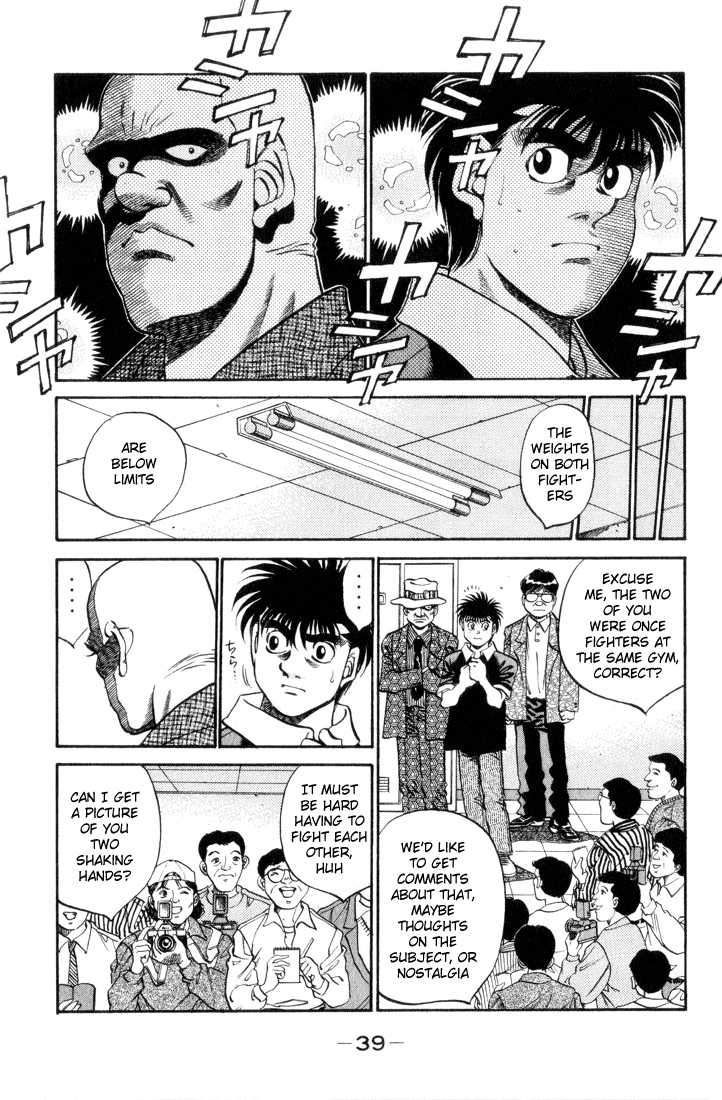 カシャ
カシャ
カシャ
カシャ
カシャ
THE
WEIGHTS
ON BOTH
FIGHT-
ERS
ARE
BELOW
LIMITS
EXCUSE
ME, THE TWO
OF YOU
WERE ONCE
FIGHTERS AT
THE SAME GYM,
CORRECT?
WE'D LIKE
TO GET
COMMENTS
ABOUT THAT,
MAYBE
THOUGHTS
ON THE
SUBJECT, OR
NOSTALGIA
....
ちら...
....
IT MUST
BE HARD
HAVING TO
FIGHT EACH
OTHER,
HUH
CAN I GET
A PICTURE
OF YOU
TWO
SHAKING
HANDS?
—39—